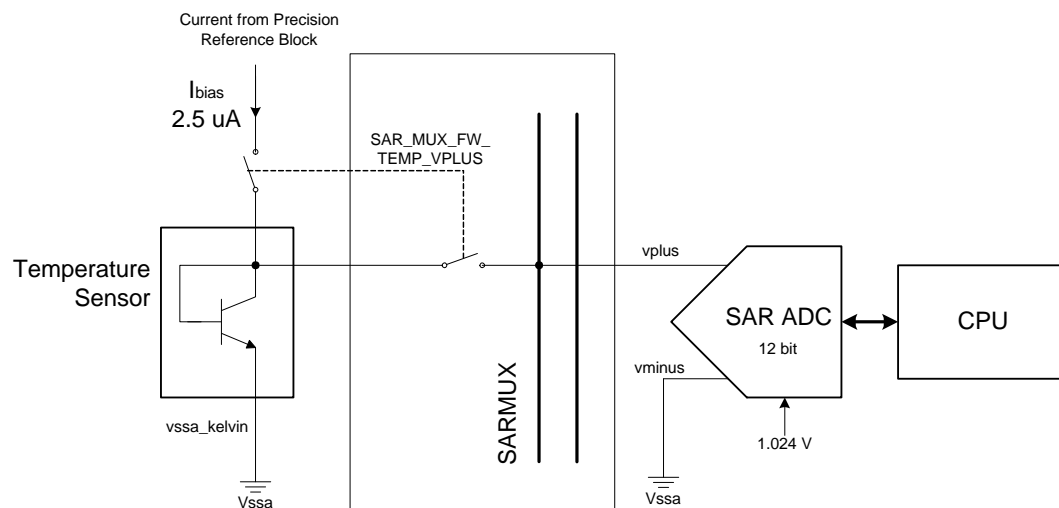 Current from Precision
Reference Block
Ibias
2.5 uA
SAR_MUX_FW_
TEMP_VPLUS
Temperature
Sensor
vplus
SAR ADC
12 bit
CPU
vminus
SARMUX
vssa_kelvin
1.024 V
Vssa
Vssa